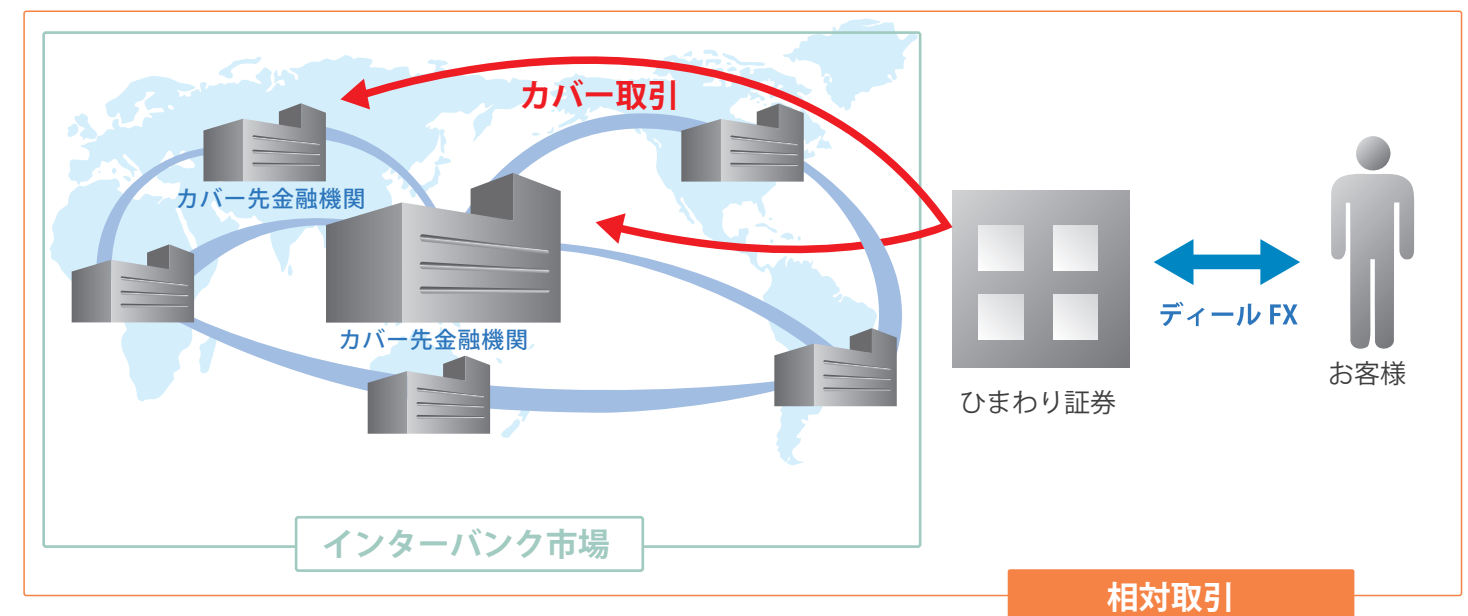 カバー取引
カバー先金融機関
カバー先金融機関
ディール FX
お客様
ひまわり証券
インターバンク市場
相対取引